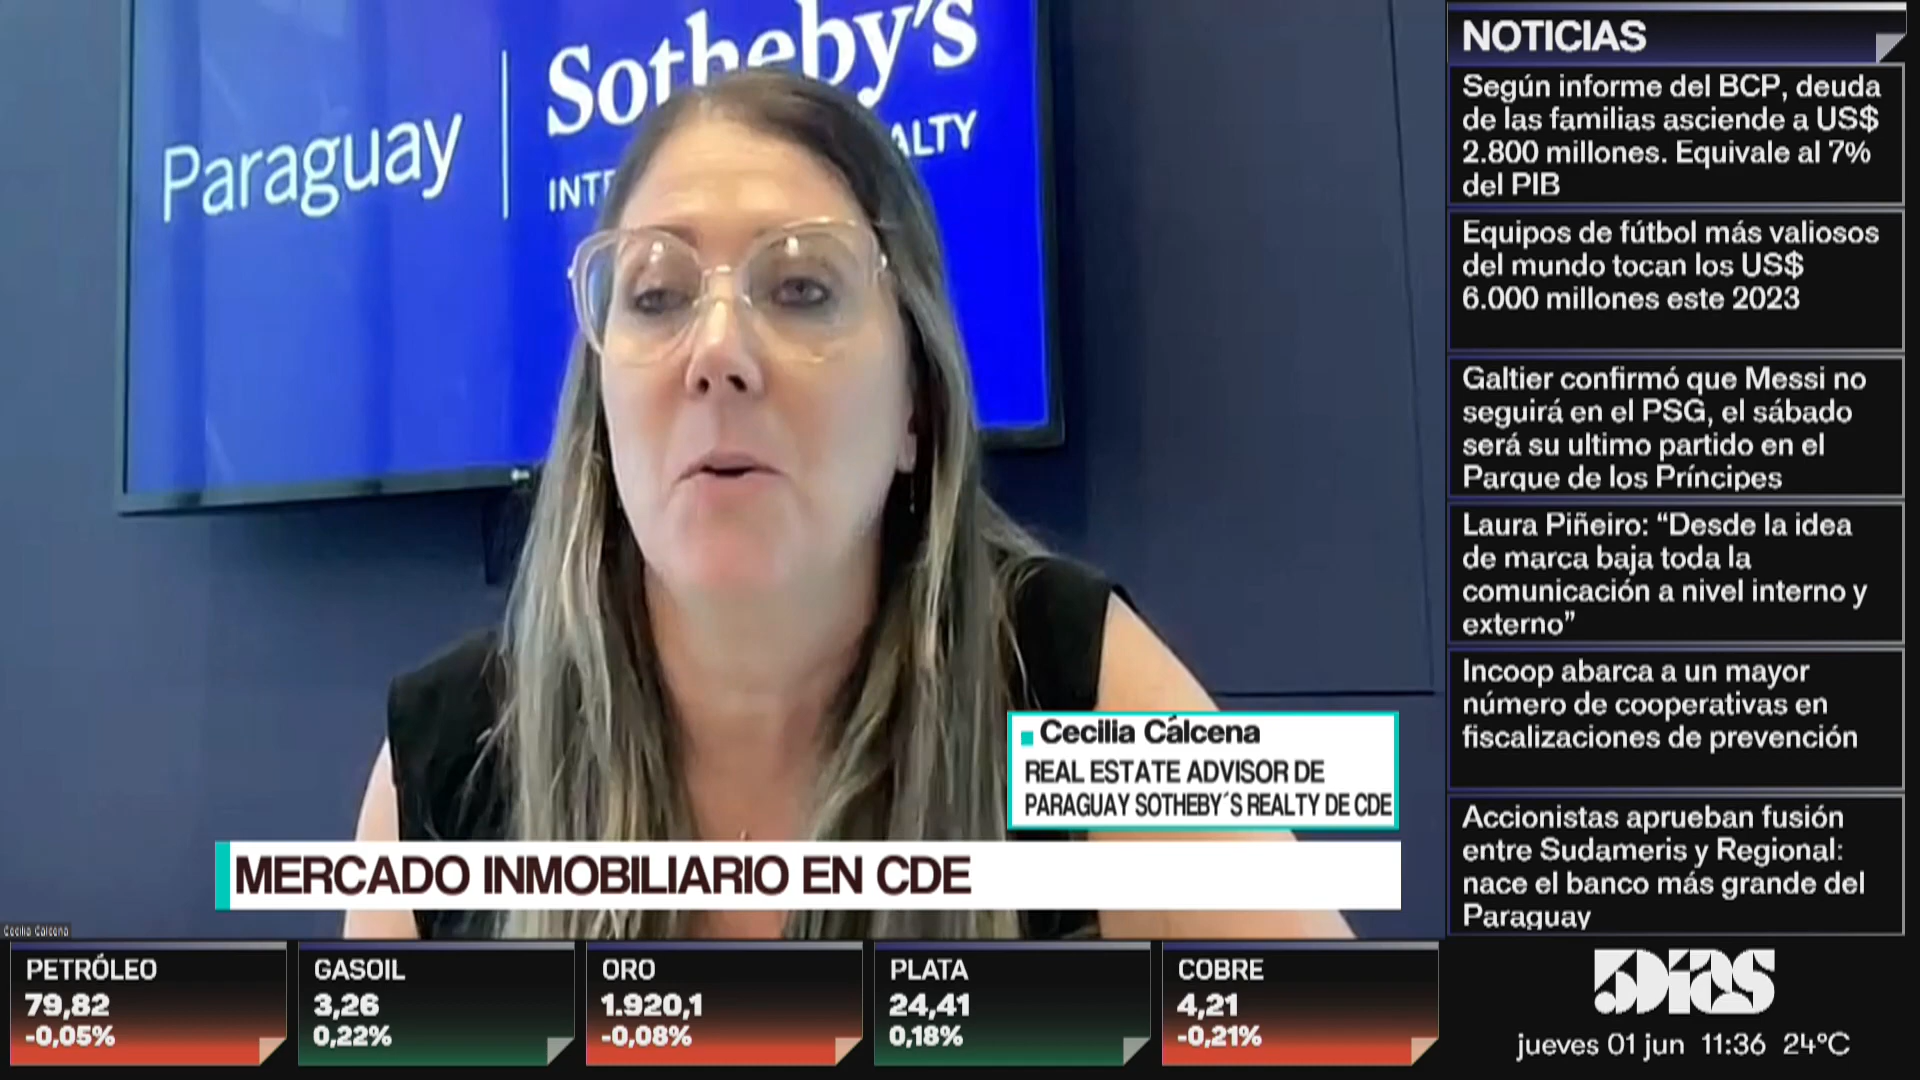 Paraguay
Sotheby's
INTE
ALTY
Cecilia Cálcena
REAL ESTATE ADVISOR DE
PARAGUAY SOTHEBY´S REALTY DE CDE
MERCADO INMOBILIARIO EN CDE
Cecilia Cálcena
NOTICIAS
Según informe del BCP, deuda
de las familias asciende a US$
2.800 millones. Equivale al 7%
del PIB
Equipos de fútbol más valiosos
del mundo tocan los US$
6.000 millones este 2023
Galtier confirmó que Messi no
seguirá en el PSG, el sábado
será su ultimo partido en el
Parque de los Príncipes
Laura Piñeiro: “Desde la idea
de marca baja toda la
comunicación a nivel interno y
externo”
Incoop abarca a un mayor
número de cooperativas en
fiscalizaciones de prevención
Accionistas aprueban fusión
entre Sudameris y Regional:
nace el banco más grande del
Paraguay
PETRÓLEO
79,82
-0,05%
GASOIL
3,26
0,22%
ORO
1.920,1
-0,08%
PLATA
24,41
0,18%
COBRE
4,21
-0,21%
5Días
jueves 01 jun 11:36 24°C